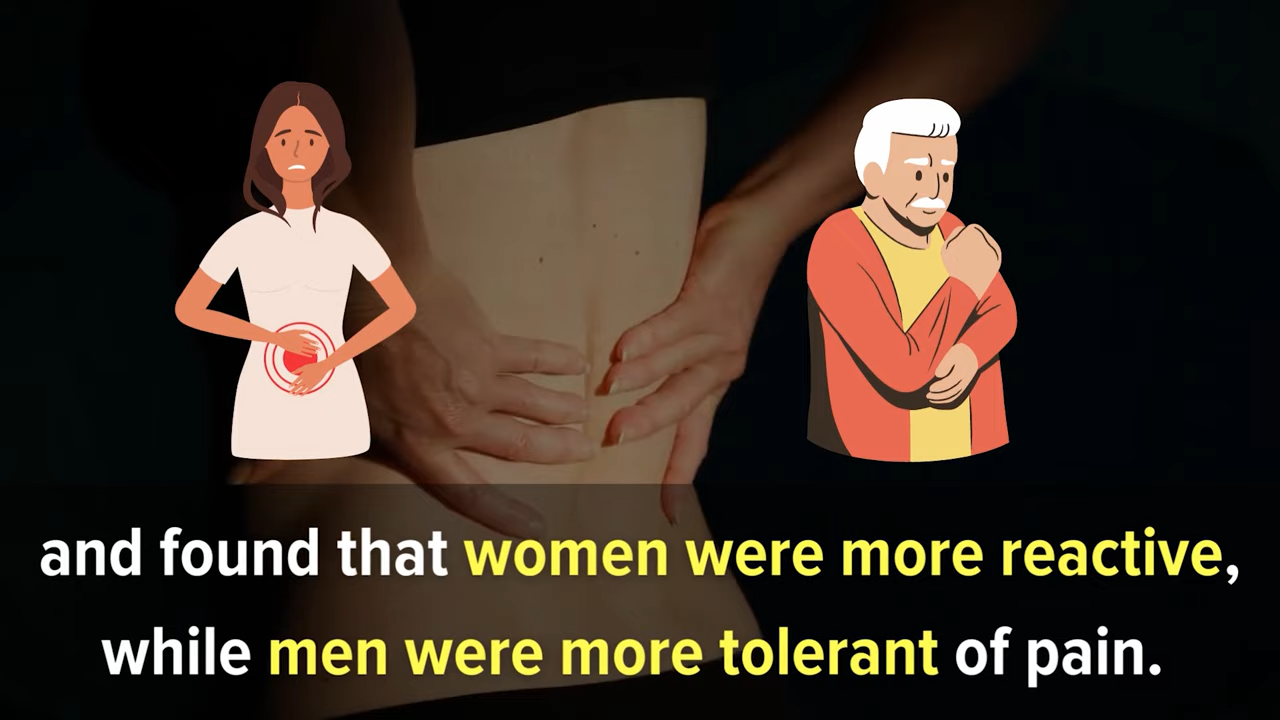 and found that women were more reactive,
while men were more tolerant of pain.